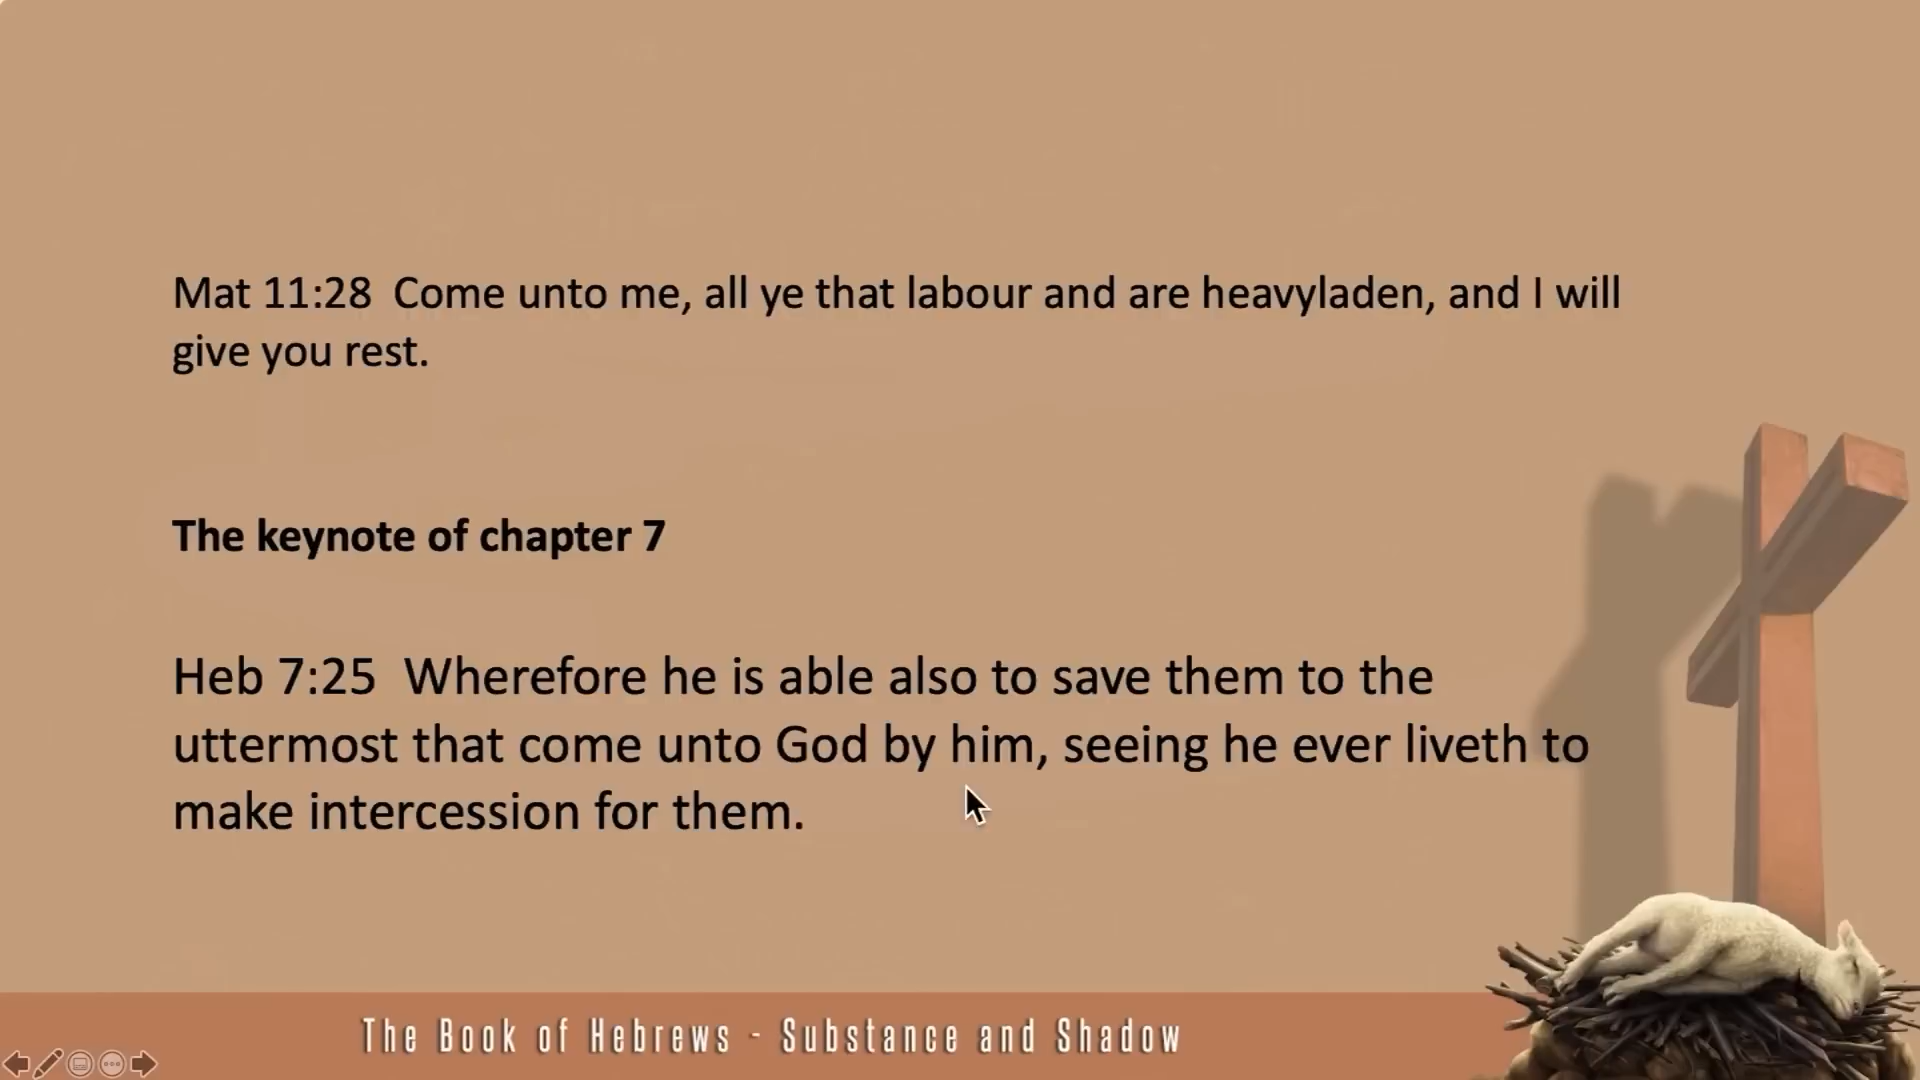 Mat 11:28  Come unto me, all ye that labour and are heavyladen, and I will
give you rest.
The keynote of chapter 7
Heb 7:25  Wherefore he is able also to save them to the
uttermost that come unto God by him, seeing he ever liveth to
make intercession for them.
The Book of Hebrews - Substance and Shadow